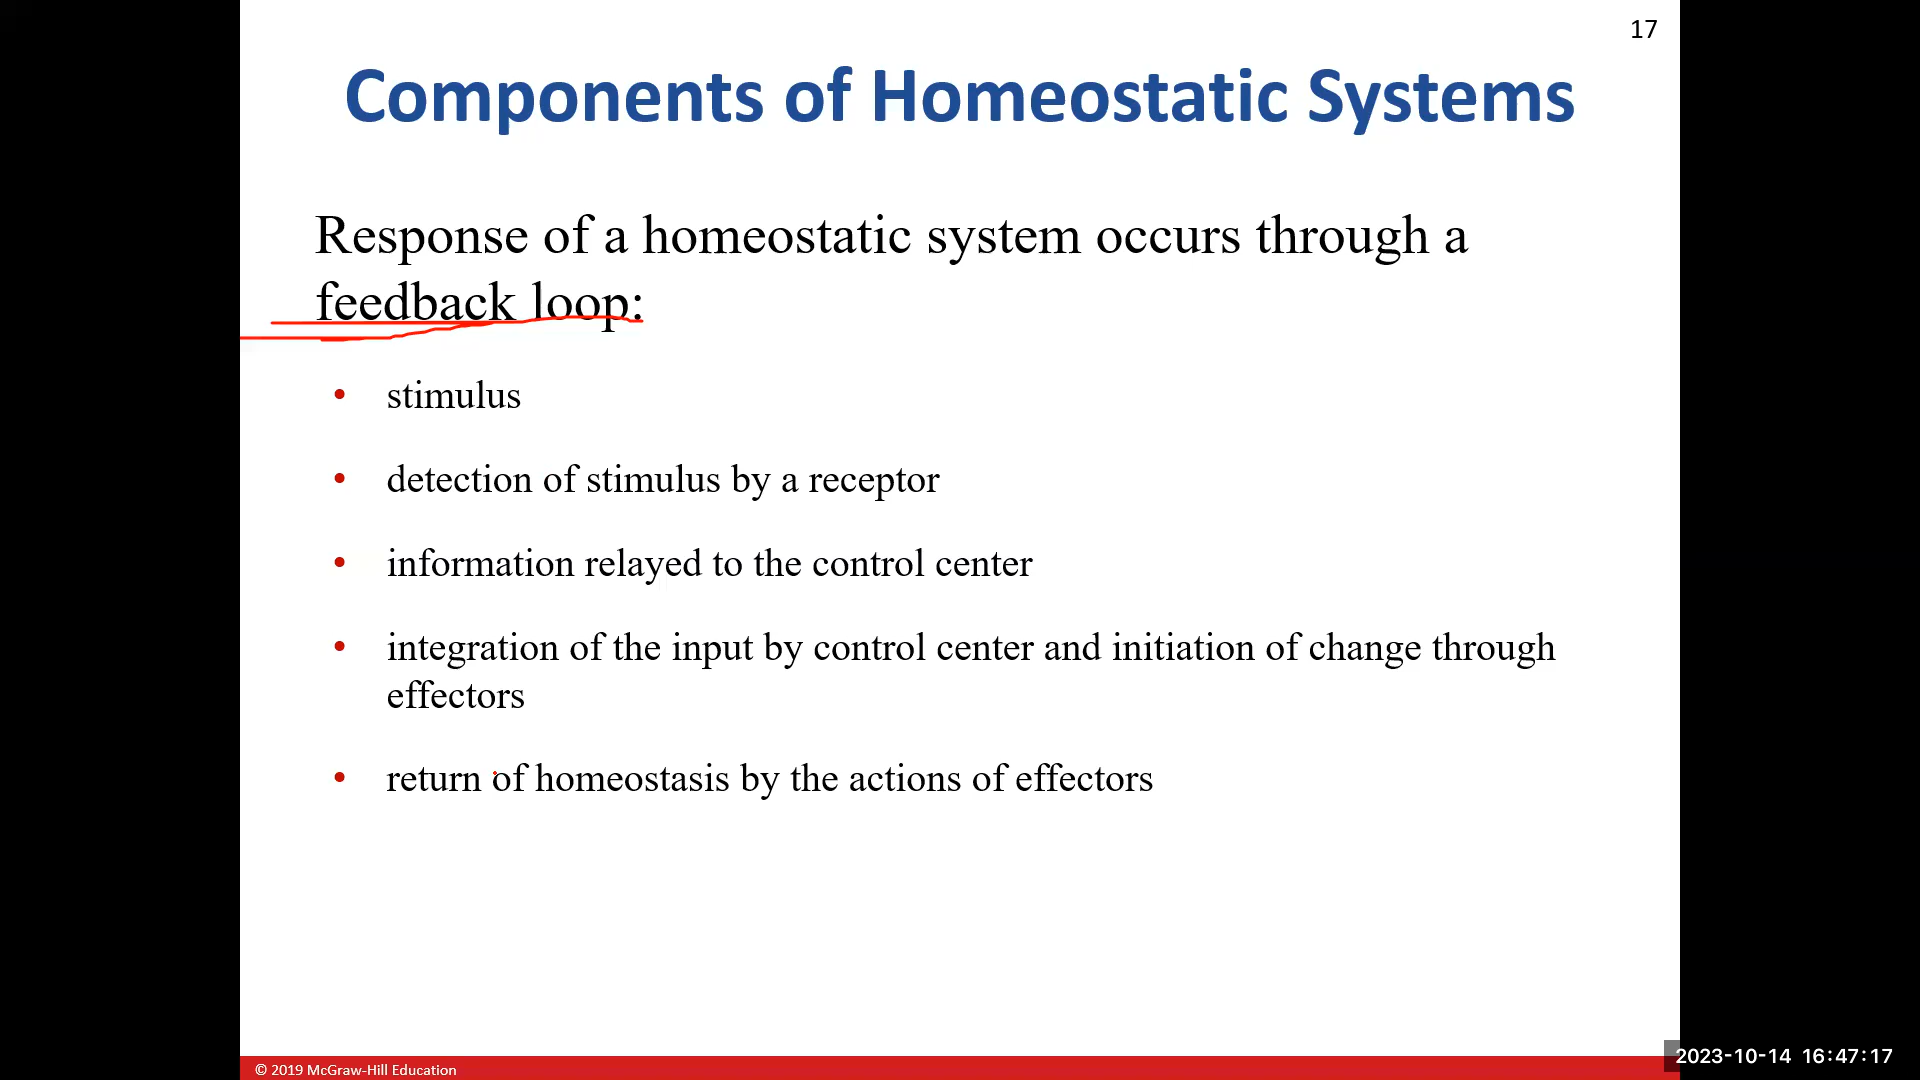 17
Components of Homeostatic Systems
Response of a homeostatic system occurs through a
feedback loop:
• stimulus
• detection of stimulus by a receptor
• information relayed to the control center
• integration of the input by control center and initiation of change through
effectors
• return of homeostasis by the actions of effectors
© 2019 McGraw-Hill Education
2023-10-14 16:47:17